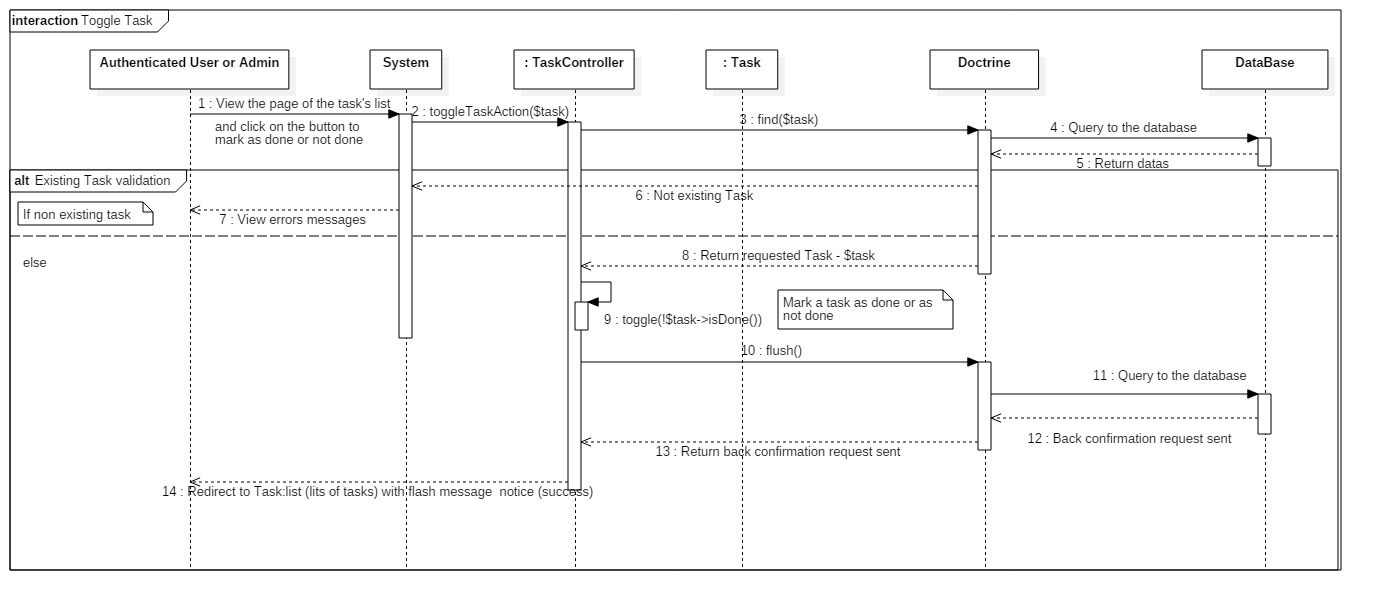 interaction Toggle Task
Authenticated User or Admin
System
: TaskController
: Task
Doctrine
DataBase
1 : View the page of the task's list
and click on the button to
mark as done or not done
2 : toggleTaskAction($task)
3 : find($task)
4 : Query to the database
5 : Return datas
alt Existing Task validation
6 : Not existing Task
If non existing task
7 : View errors messages
else
8 : Return requested Task - $task
Mark a task as done or as
not done
9 : toggle(!$task->isDone())
10 : flush()
11 : Query to the database
12 : Back confirmation request sent
13 : Return back confirmation request sent
14 : Redirect to Task:list (lits of tasks) with flash message  notice (success)